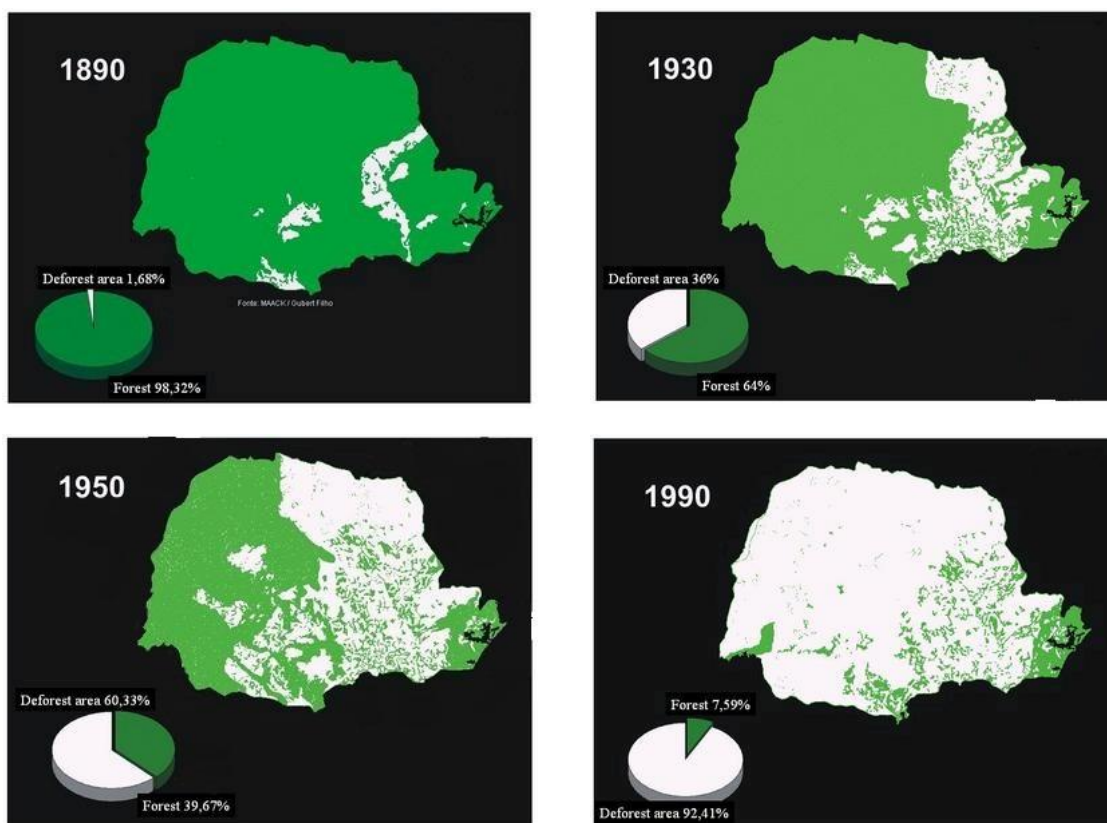 1890
Deforest area 1,68%
Fonte: MAACK / Gubert Filho
Forest 98,32%
1930
Deforest area 36%
Forest 64%
1950
Deforest area 60,33%
Forest 39,67%
1990
Forest 7,59%
Deforest area 92,41%